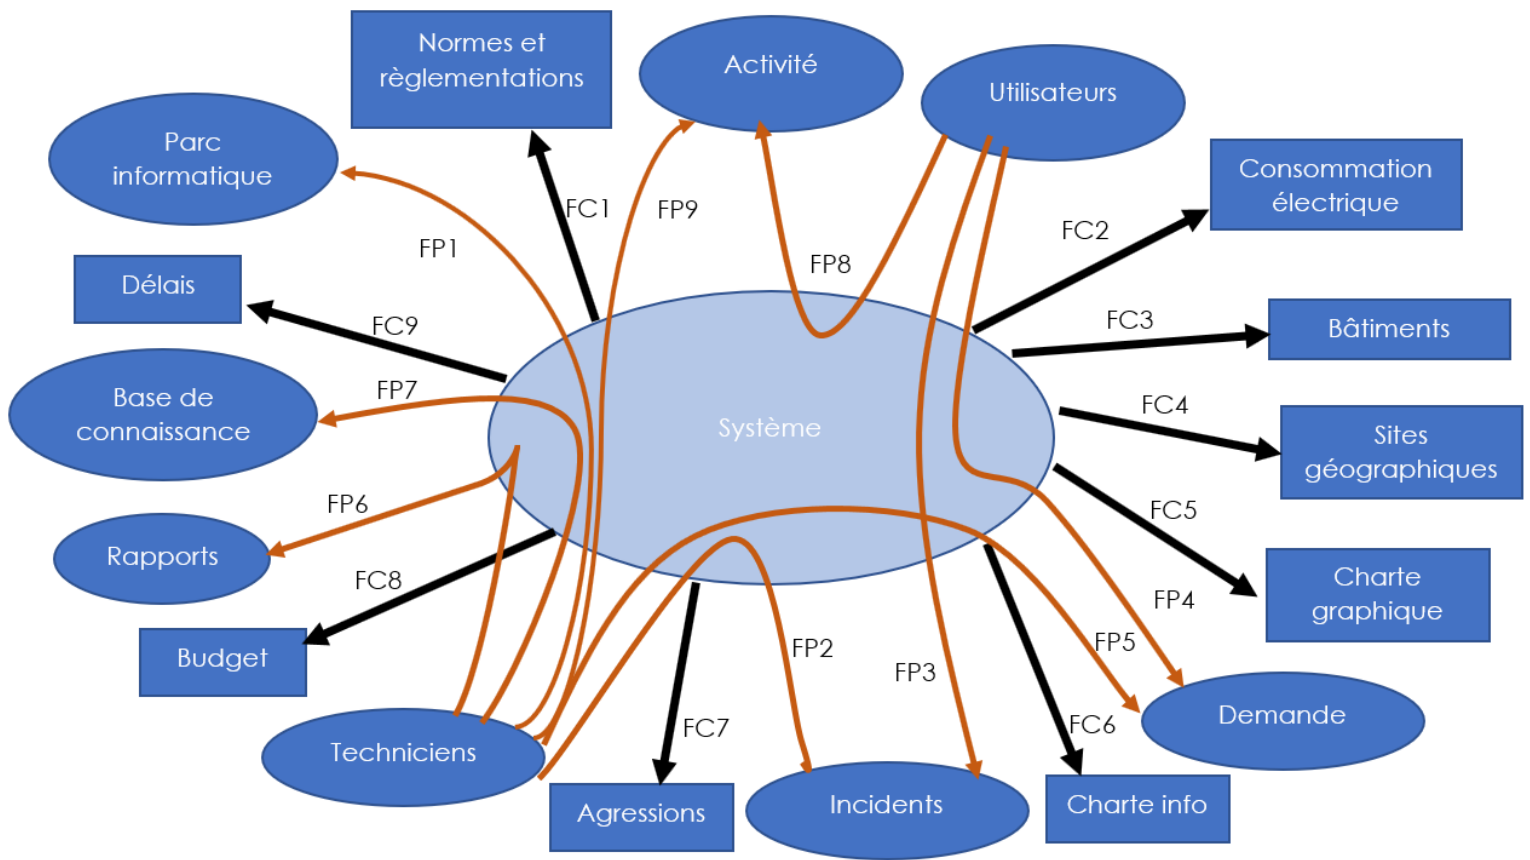 Normes et
règlementations
Activité
Utilisateurs
Parc
informatique
Consommation
électrique
FC1
FP9
FC2
FP1
FP8
Délais
FC9
FC3
Bâtiments
Base de
connaissance
FP7
Système
FC4
Sites
géographiques
FP6
FC5
Rapports
FC8
Charte
graphique
FP4
Budget
FP2
FP3
FP5
Techniciens
FC7
FC6
Demande
Agressions
Incidents
Charte info